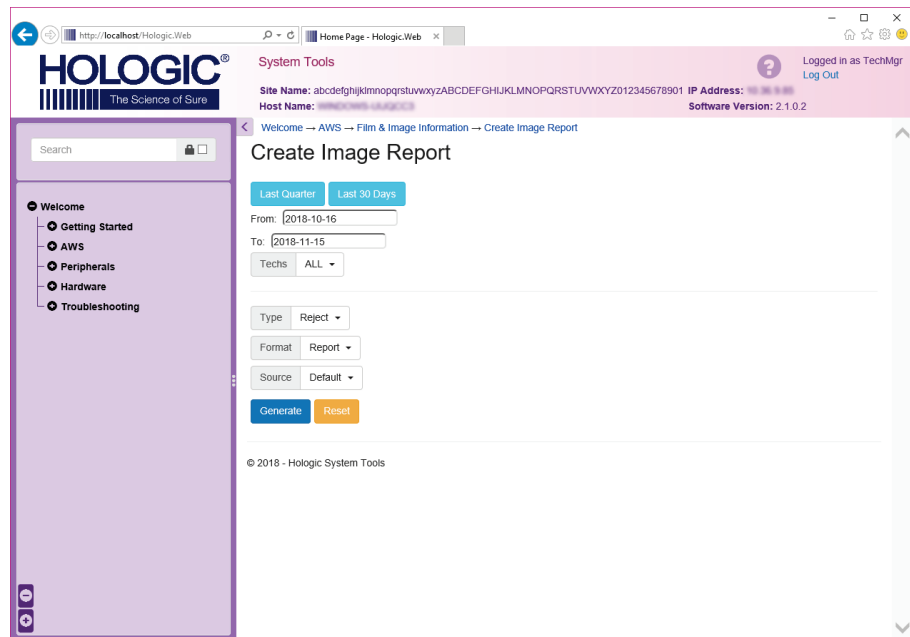 http://localhost/Hologic.Web
Home Page - Hologic.Web
HOLOGIC®
The Science of Sure
System Tools
Logged in as TechMgr
Log Out
Site Name: abcdefghijklmnopqrstuvwxyzABCDEFGHIJKLMNOPQRSTUVWXYZ012345678901 IP Address:
Host Name:
Software Version: 2.1.0.2
Search
Welcome
Getting Started
AWS
Peripherals
Hardware
Troubleshooting
Welcome → AWS → Film & Image Information → Create Image Report
Create Image Report
Last Quarter Last 30 Days
From: 2018-10-16
To: 2018-11-15
Techs ALL
Type Reject
Format Report
Source Default
Generate Reset
© 2018 - Hologic System Tools